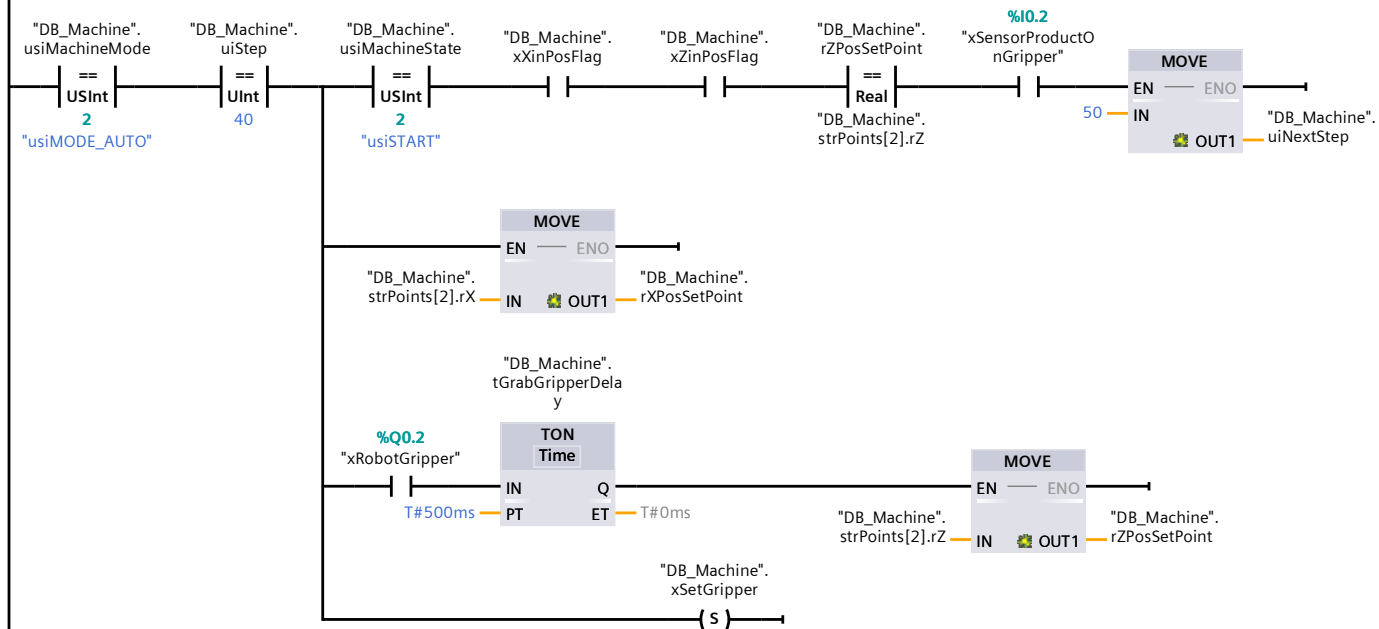 "DB_Machine".
usiMachineMode
==
USInt
2
"usiMODE_AUTO"
"DB_Machine".
uiStep
==
UInt
40
"DB_Machine".
usiMachineState
==
USInt
2
"usiSTART"
"DB_Machine".
xXinPosFlag
"DB_Machine".
xZinPosFlag
"DB_Machine".
rZPosSetPoint
==
Real
"DB_Machine".
strPoints[2].rZ
%I0.2
"xSensorProductO
nGripper"
MOVE
EN ENO
50 IN
OUT1
"DB_Machine".
uiNextStep
MOVE
EN ENO
"DB_Machine".
strPoints[2].rX
IN OUT1
"DB_Machine".
rXPosSetPoint
"DB_Machine".
tGrabGripperDela
y
%Q0.2
"xRobotGripper"
TON
Time
IN Q
T#500ms PT ET T#0ms
MOVE
EN ENO
"DB_Machine".
strPoints[2].rZ
IN OUT1
"DB_Machine".
rZPosSetPoint
"DB_Machine".
xSetGripper
S